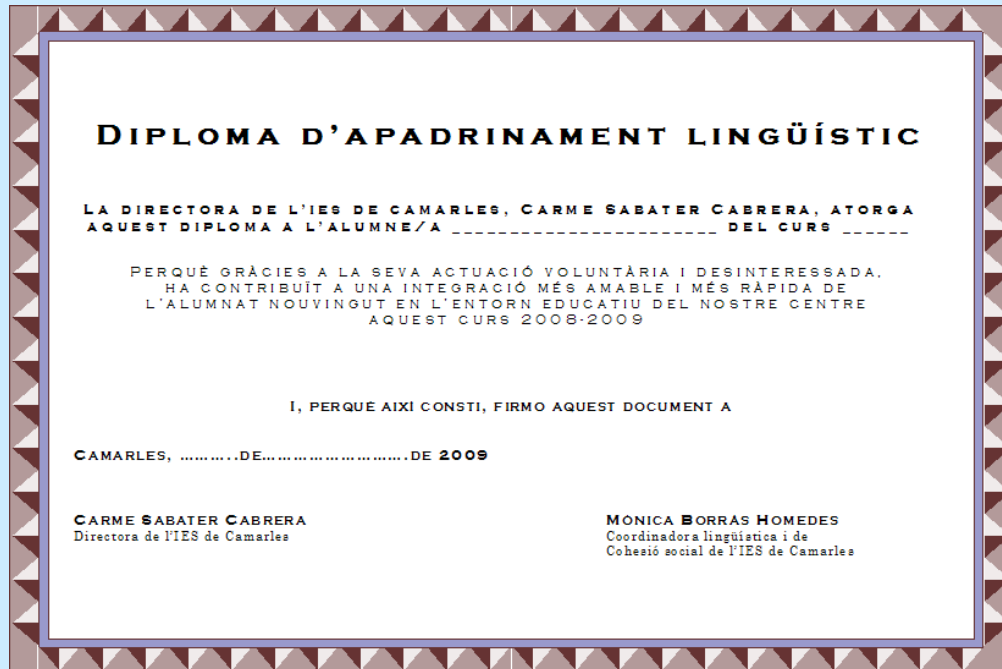 DIPLOMA D'APADRINAMENT LINGÜÍSTIC
LA DIRECTORA DE L'IES DE CAMARLES, CARME SABATER CABRERA, ATORGA
AQUEST DIPLOMA A L'ALUMNE/A _______________________ DEL CURS ______
PERQUÈ GRÀCIES A LA SEVA ACTUACIÓ VOLUNTÀRIA I DESINTERESSADA,
HA CONTRIBUÏT A UNA INTEGRACIÓ MÉS AMABLE I MÉS RÀPIDA DE
L'ALUMNAT NOUVINGUT EN L'ENTORN EDUCATIU DEL NOSTRE CENTRE
AQUEST CURS 2008-2009
I, PERQUÈ AIXÍ CONSTI, FIRMO AQUEST DOCUMENT A
CAMARLES, ………..DE…………………….DE 2009
CARME SABATER CABRERA
Directora de l'IES de Camarles
MÒNICA BORRÀS HOMEDES
Coordinadora lingüística i de
Cohesió social de l'IES de Camarles